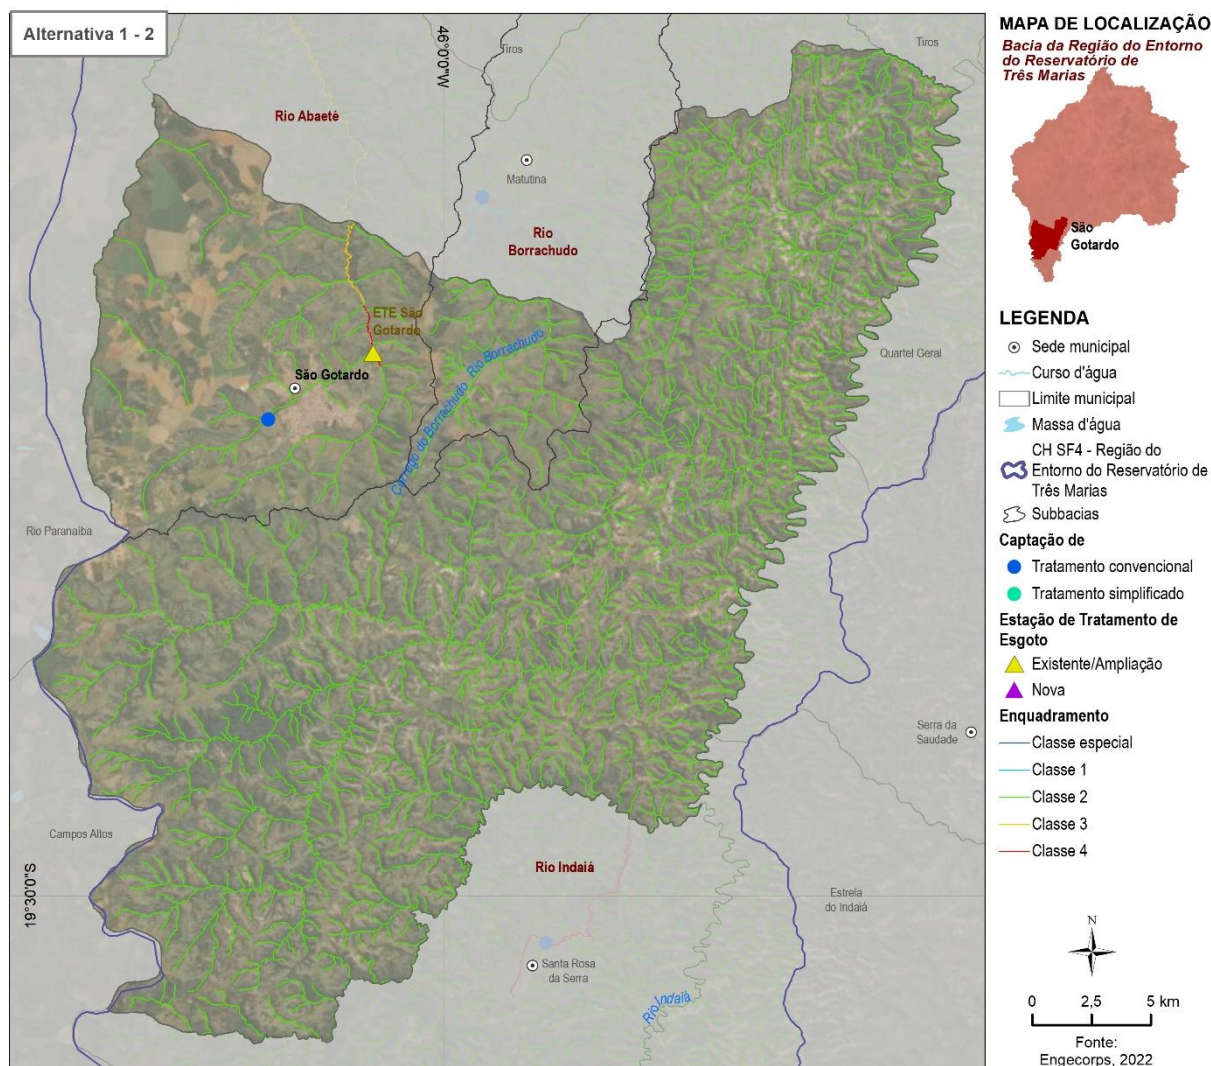 Alternativa 1 - 2
46°0'0"W
Tiros
Tiros
Rio Abaeté
Matutina
Rio
Borrachudo
ETE São
Gotardo
São Gotardo
Córrego do Borrachudo
Rio Borrachudo
Quartel Geral
Rio Paranaíba
Serra da
Saudade
Campos Altos
Rio Indaiá
19°30'0"S
Estrela
do Indaiá
Santa Rosa
da Serra
Rio Indaiá
MAPA DE LOCALIZAÇÃO
Bacia da Região do Entorno
do Reservatório de
Três Marias
São
Gotardo
LEGENDA
Sede municipal
Curso d'água
Limite municipal
Massa d'água
CH SF4 - Região do
Entorno do Reservatório de
Três Marias
Subbacias
Captação de
Tratamento convencional
Tratamento simplificado
Estação de Tratamento de
Esgoto
Existente/Ampliação
Nova
Enquadramento
Classe especial
Classe 1
Classe 2
Classe 3
Classe 4
N
0 2,5 5 km
Fonte:
Engecorps, 2022